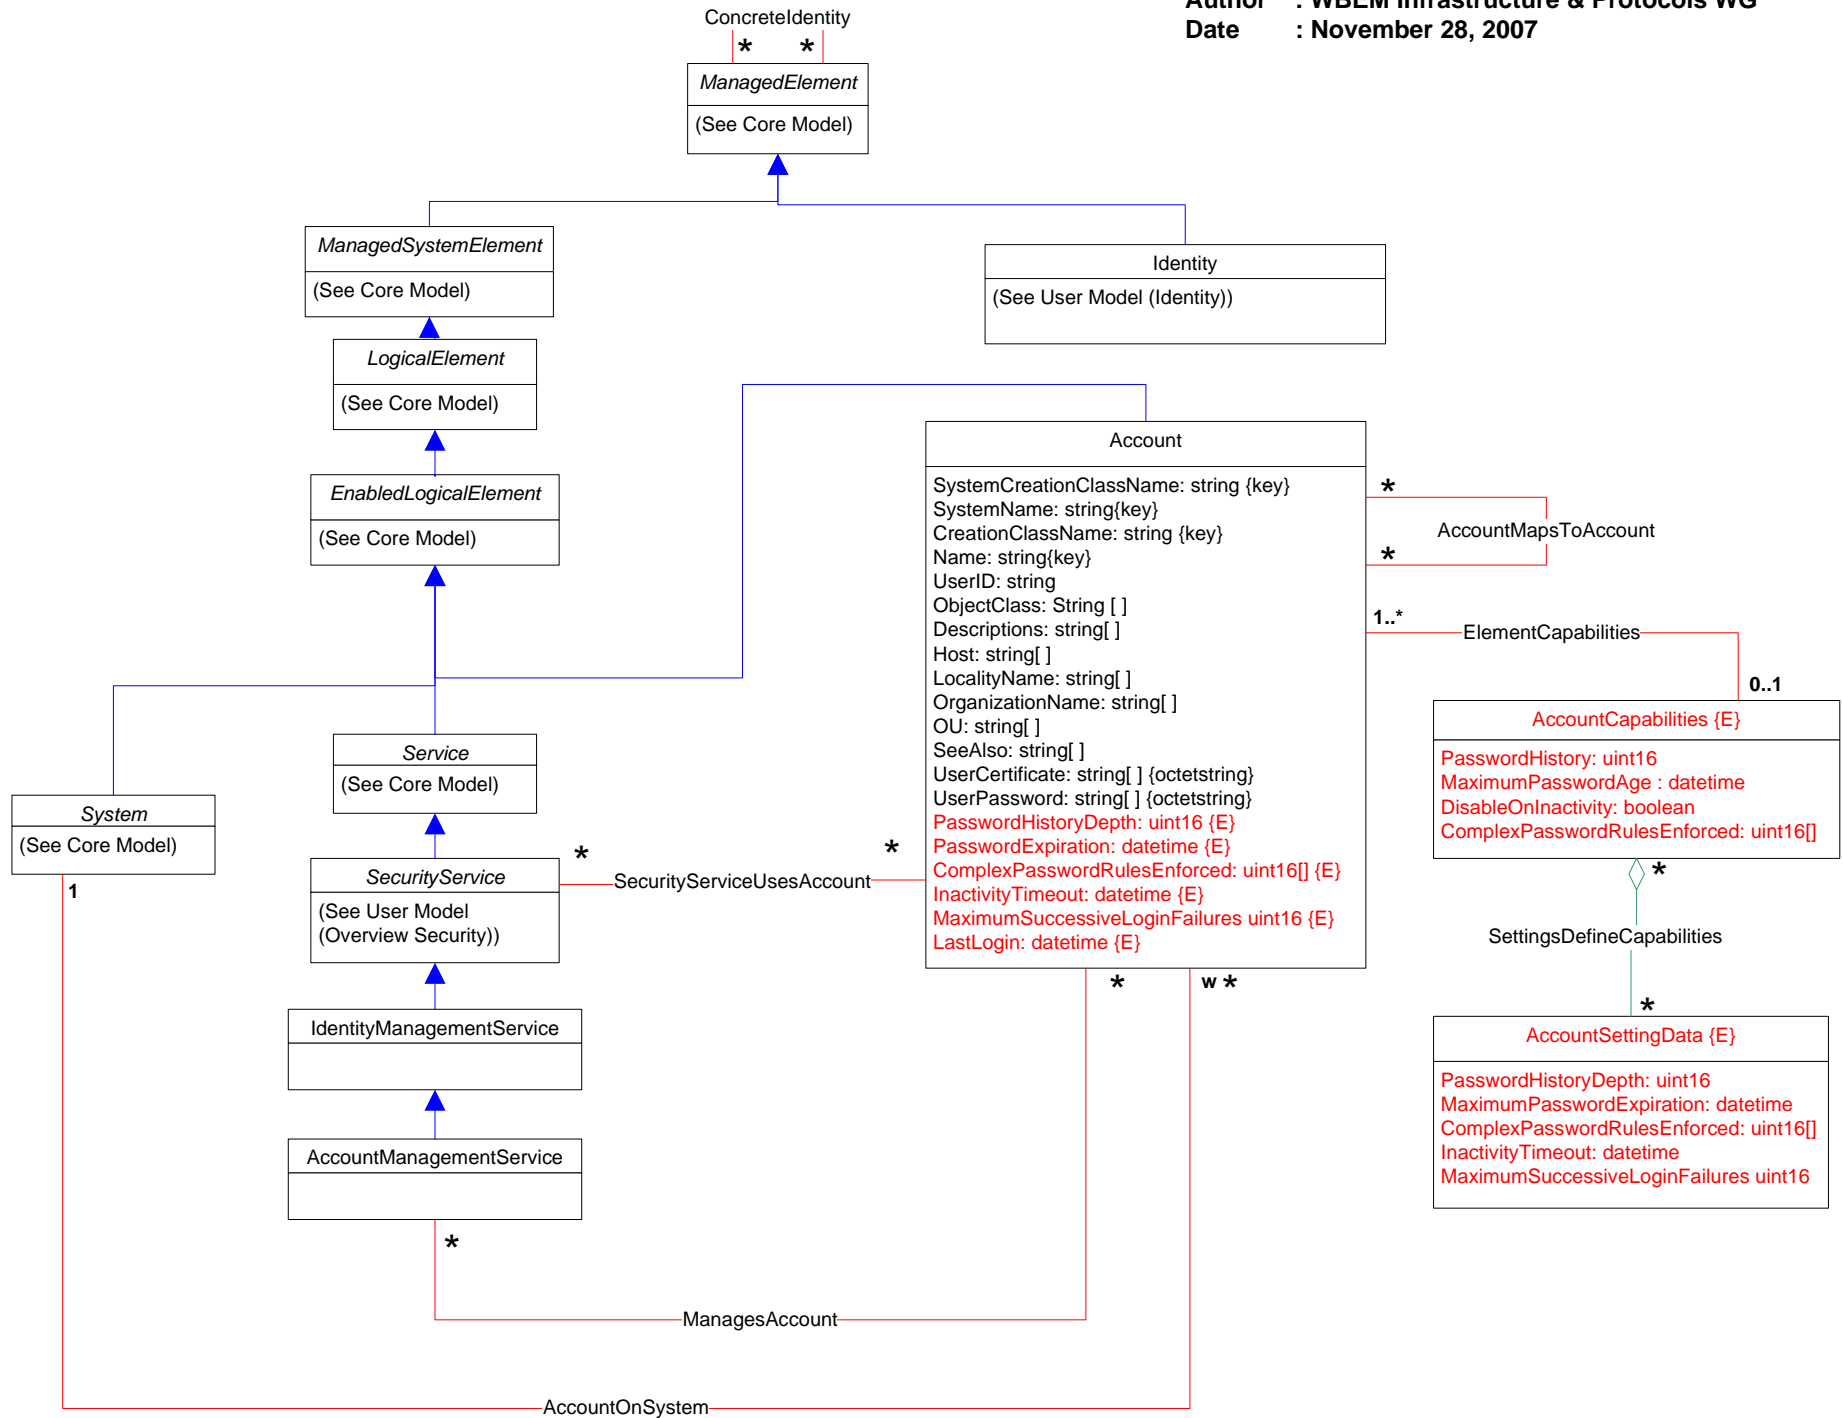 Author : WBEM Infrastructure & Protocols WG
Date : November 28, 2007
ConcreteIdentity
* *
ManagedElement
(See Core Model)
ManagedSystemElement
(See Core Model)
Identity
(See User Model (Identity))
LogicalElement
(See Core Model)
EnabledLogicalElement
(See Core Model)
Account
SystemCreationClassName: string {key}
SystemName: string{key}
CreationClassName: string {key}
Name: string{key}
UserID: string
ObjectClass: String [ ]
Descriptions: string[ ]
Host: string[ ]
LocalityName: string[ ]
OrganizationName: string[ ]
OU: string[ ]
SeeAlso: string[ ]
UserCertificate: string[ ] {octetstring}
UserPassword: string[ ] {octetstring}
PasswordHistoryDepth: uint16 {E}
PasswordExpiration: datetime {E}
ComplexPasswordRulesEnforced: uint16[] {E}
InactivityTimeout: datetime {E}
MaximumSuccessiveLoginFailures uint16 {E}
LastLogin: datetime {E}
*
AccountMapsToAccount
*
1..*
ElementCapabilities
0..1
AccountCapabilities {E}
PasswordHistory: uint16
MaximumPasswordAge : datetime
DisableOnInactivity: boolean
ComplexPasswordRulesEnforced: uint16[]
*
SettingsDefineCapabilities
*
AccountSettingData {E}
PasswordHistoryDepth: uint16
MaximumPasswordExpiration: datetime
ComplexPasswordRulesEnforced: uint16[]
InactivityTimeout: datetime
MaximumSuccessiveLoginFailures uint16
Service
(See Core Model)
System
(See Core Model)
1
SecurityService
(See User Model
(Overview Security))
* *
SecurityServiceUsesAccount
IdentityManagementService
AccountManagementService
* w *
*
ManagesAccount
AccountOnSystem